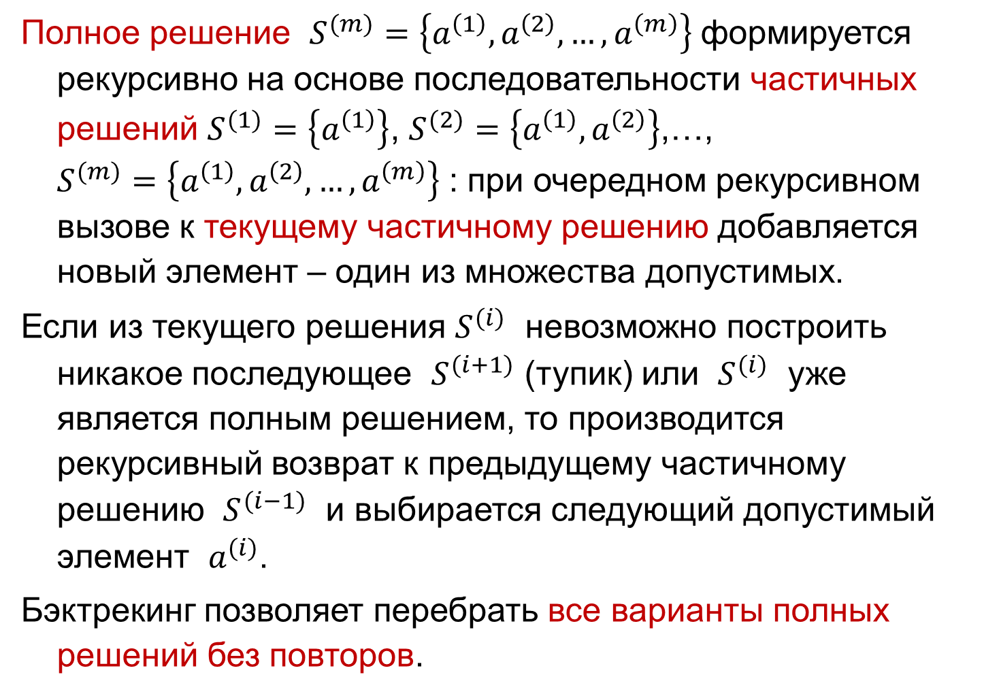 Полное решение S⁽ᵐ⁾ = {a⁽¹⁾, a⁽²⁾, … , a⁽ᵐ⁾} формируется
рекурсивно на основе последовательности частичных
решений S⁽¹⁾ = {a⁽¹⁾}, S⁽²⁾ = {a⁽¹⁾, a⁽²⁾},…,
S⁽ᵐ⁾ = {a⁽¹⁾, a⁽²⁾, … , a⁽ᵐ⁾} : при очередном рекурсивном
вызове к текущему частичному решению добавляется
новый элемент – один из множества допустимых.
Если из текущего решения S⁽ⁱ⁾ невозможно построить
никакое последующее S⁽ⁱ⁺¹⁾ (тупик) или S⁽ⁱ⁾ уже
является полным решением, то производится
рекурсивный возврат к предыдущему частичному
решению S⁽ⁱ⁻¹⁾ и выбирается следующий допустимый
элемент a⁽ⁱ⁾.
Бэктрекинг позволяет перебрать все варианты полных
решений без повторов.